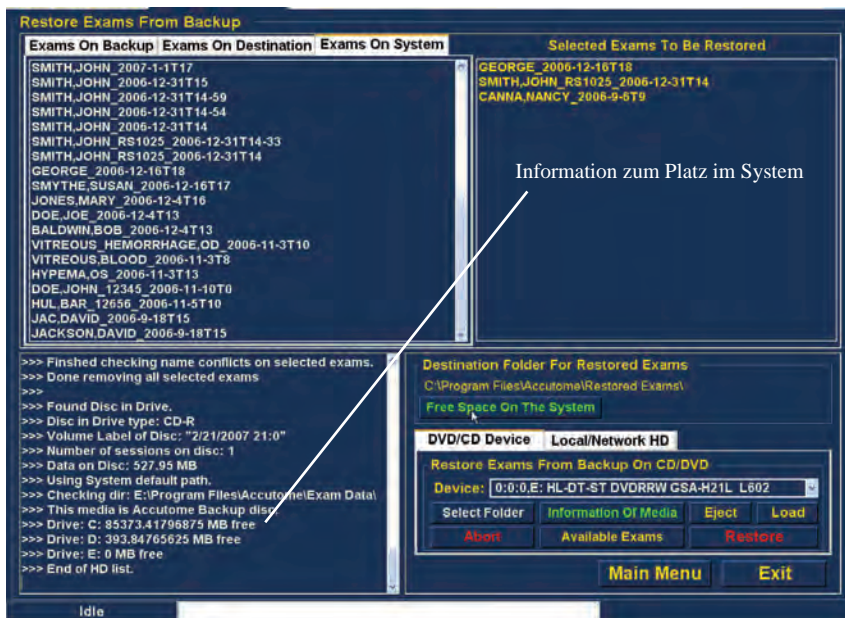 Restore Exams From Backup
Exams On Backup Exams On Destination Exams On System
SMITH,JOHN_2007-1-1T17
SMITH,JOHN_2006-12-31T15
SMITH,JOHN_2006-12-31T14-59
SMITH,JOHN_2006-12-31T14-54
SMITH,JOHN_2006-12-31T14
SMITH,JOHN_RS1025_2006-12-31T14-33
SMITH,JOHN_RS1025_2006-12-31T14
GEORGE_2006-12-16T18
SMYTHE,SUSAN_2006-12-16T17
JONES,MARY_2006-12-4T16
DOE,JOE_2006-12-4T13
BALDWIN,BOB_2006-12-4T13
VITREOUS_HEMORRHAGE,OD_2006-11-3T10
VITREOUS,BLOOD_2006-11-3T8
HYPEMA,OS_2006-11-3T13
DOE,JOHN_12345_2006-11-10T0
HUL,BAR_12656_2006-11-5T10
JAC,DAVID_2006-9-18T15
JACKSON,DAVID_2006-9-18T15
Selected Exams To Be Restored
GEORGE_2006-12-16T18
SMITH,JOHN_RS1025_2006-12-31T14
CANNA,NANCY_2006-9-6T9
Information zum Platz im System
>>> Finshed checking name conflicts on selected exams.
>>> Done removing all selected exams
>>>
>>> Found Disc in Drive.
>>> Disc in Drive type: CD-R
>>> Volume Label of Disc: "2/21/2007 21:0"
>>> Number of sessions on disc: 1
>>> Data on Disc: 527.95 MB
>>> Using System default path.
>>> Checking dir: E:\Program Files\Accutome\Exam Data\
>>> This media is Accutome Backup disc.
>>> Drive: C: 85373.41796875 MB free
>>> Drive: D: 393.84765625 MB free
>>> Drive: E: 0 MB free
>>> End of HD list.
Destination Folder For Restored Exams
C:\Program Files\Accutome\Restored Exams\
Free Space On The System
DVD/CD Device Local/Network HD
Restore Exams From Backup On CD/DVD
Device: 0:0:0,E: HL-DT-ST DVDRRW GSA-H21L L602
Select Folder Information Of Media Eject Load
Abort Available Exams Restore
Main Menu Exit
Idle